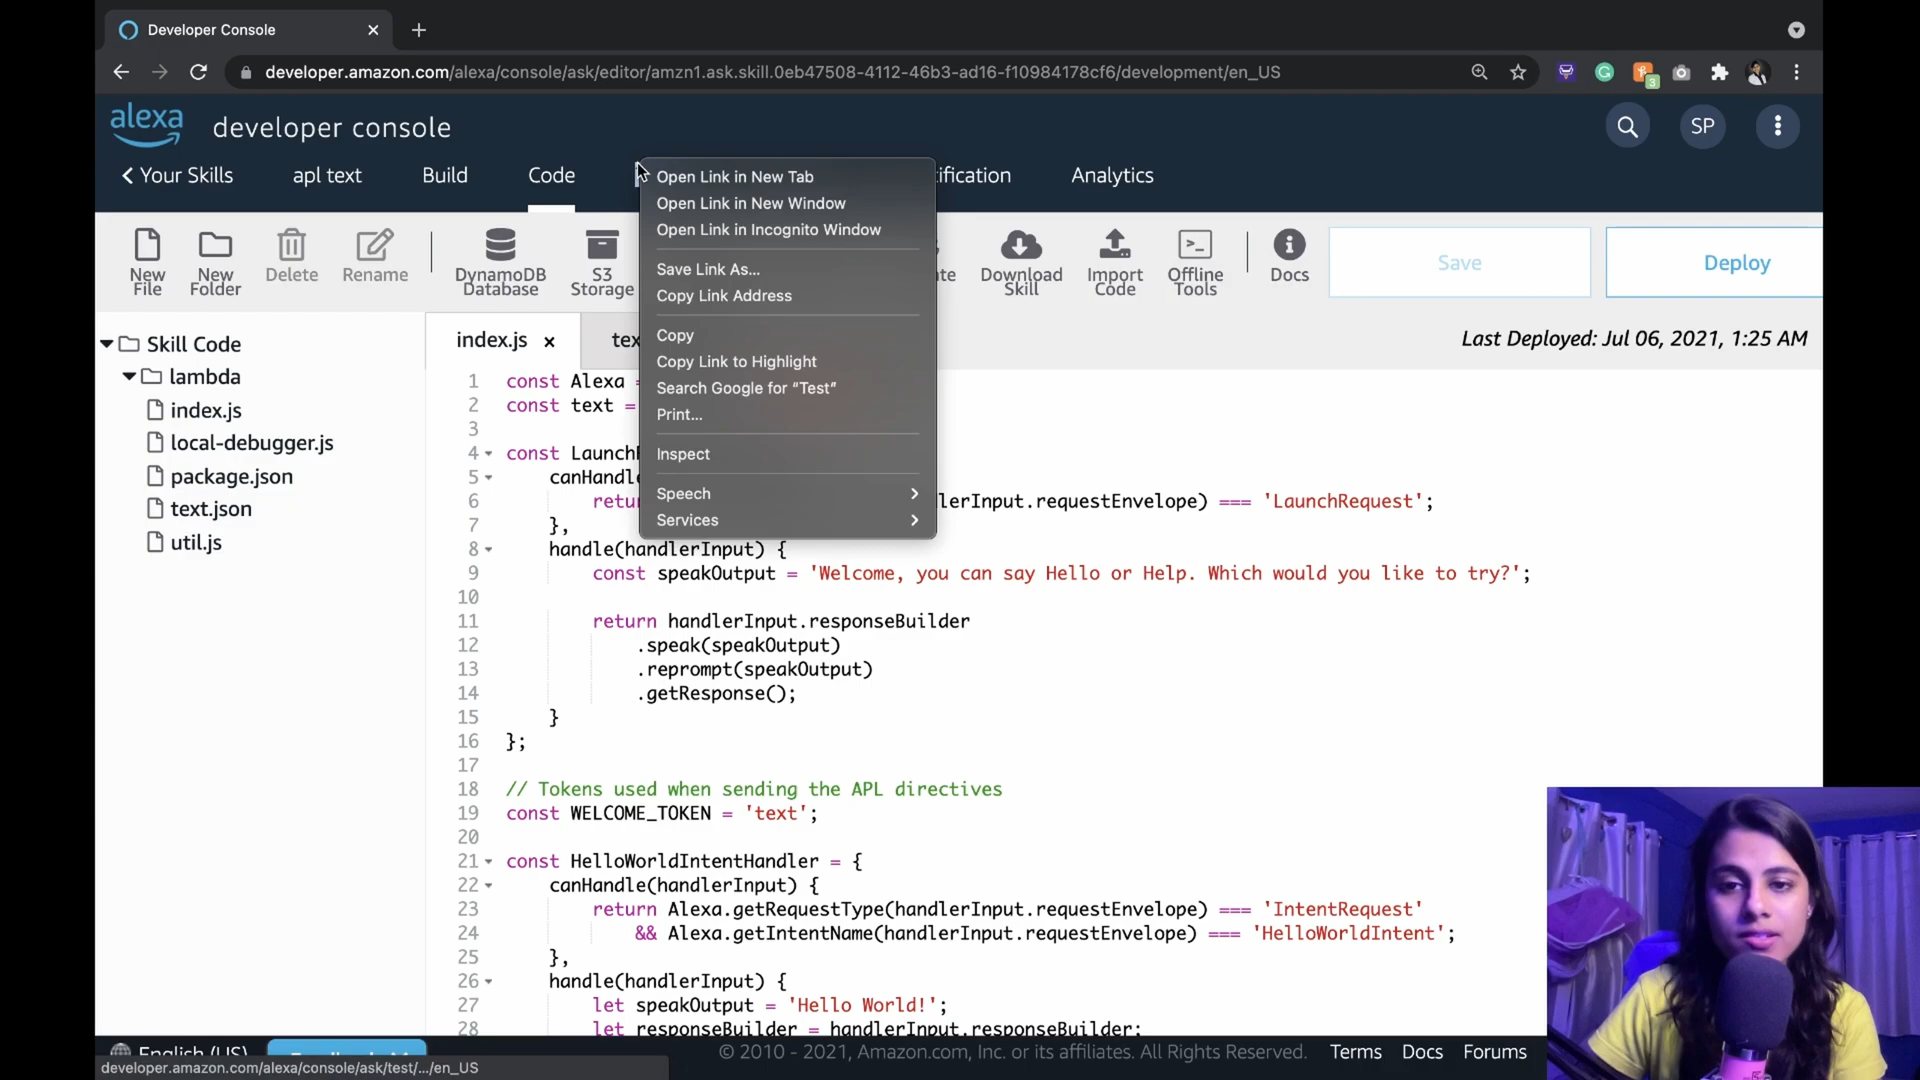 Developer Console
developer.amazon.com/alexa/console/ask/editor/amzn1.ask.skill.0eb47508-4112-46b3-ad16-f10984178cf6/development/en_US
3
alexa developer console
SP
Your Skills apl text Build Code ification Analytics
Open Link in New Tab
Open Link in New Window
Open Link in Incognito Window
Save Link As...
Copy Link Address
Copy
Copy Link to Highlight
Search Google for “Test”
Print...
Inspect
Speech
Services
New File
New Folder
Delete
Rename
DynamoDB Database
S3 Storage
te
Download Skill
Import Code
Offline Tools
Docs
Save
Deploy
Skill Code
lambda
index.js
local-debugger.js
package.json
text.json
util.js
index.js tex
Last Deployed: Jul 06, 2021, 1:25 AM
1 const Alexa =
2 const text =
3
4 const LaunchR
5 canHandle
6 retur lerInput.requestEnvelope) === 'LaunchRequest';
7 },
8 handle(handlerInput) {
9 const speakOutput = 'Welcome, you can say Hello or Help. Which would you like to try?';
10
11 return handlerInput.responseBuilder
12 .speak(speakOutput)
13 .reprompt(speakOutput)
14 .getResponse();
15 }
16 };
17
18 // Tokens used when sending the APL directives
19 const WELCOME_TOKEN = 'text';
20
21 const HelloWorldIntentHandler = {
22 canHandle(handlerInput) {
23 return Alexa.getRequestType(handlerInput.requestEnvelope) === 'IntentRequest'
24 && Alexa.getIntentName(handlerInput.requestEnvelope) === 'HelloWorldIntent';
25 },
26 handle(handlerInput) {
27 let speakOutput = 'Hello World!';
28 let responseBuilder = handlerInput.responseBuilder;
English (US)
© 2010 - 2021, Amazon.com, Inc. or its affiliates. All Rights Reserved. Terms Docs Forums
developer.amazon.com/alexa/console/ask/test/.../en_US